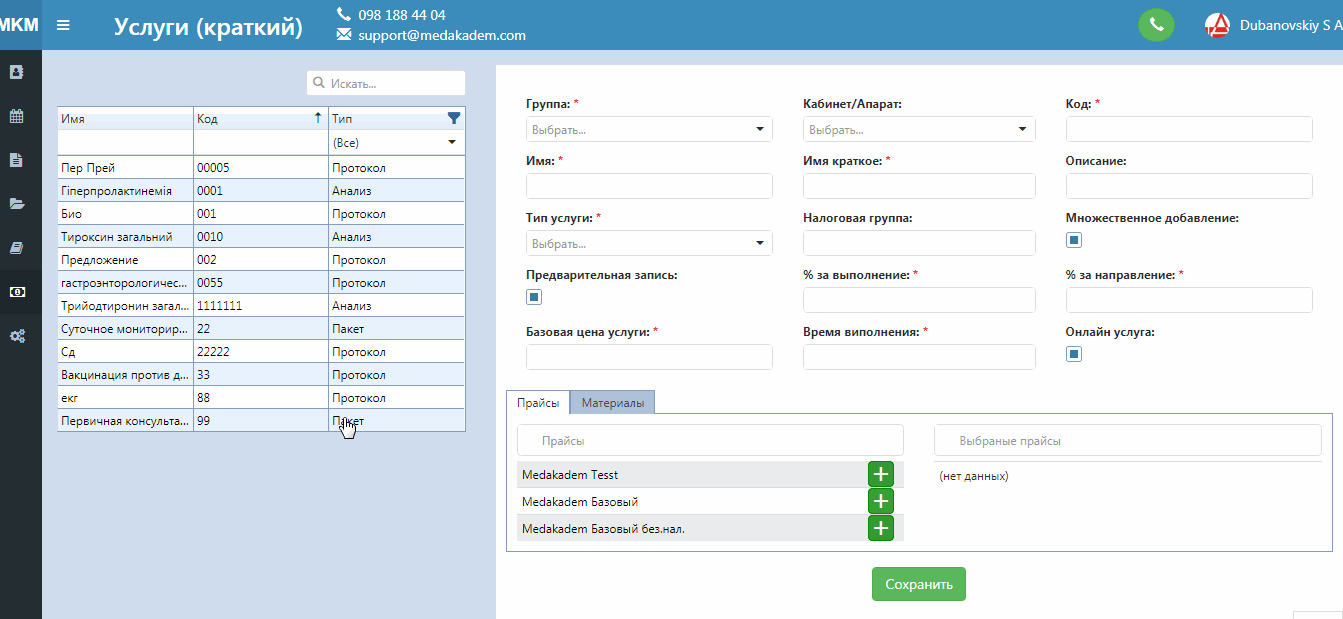 МКМ
Услуги (краткий)
098 188 44 04
support@medakadem.com
Dubanovskiy S A
Искать...
Имя Код Тип
(Все)
Пер Прей 00005 Протокол
Гіперпролактинемія 0001 Анализ
Био 001 Протокол
Тироксин загальний 0010 Анализ
Предложение 002 Протокол
гастроэнторологичес... 0055 Протокол
Трийодтиронин загал... 1111111 Анализ
Суточное мониторир... 22 Пакет
Сд 22222 Протокол
Вакцинация против д... 33 Протокол
екг 88 Протокол
Первичная консульта... 99 Пакет
Группа: * Кабинет/Апарат: Код: *
Выбрать... Выбрать...
Имя: * Имя краткое: * Описание:
Тип услуги: * Налоговая группа: Множественное добавление:
Выбрать...
Предварительная запись: % за выполнение: * % за направление: *
Базовая цена услуги: * Время виполнения: * Онлайн услуга:
Прайсы Материалы
Прайсы Выбраные прайсы
Medakadem Tesst (нет данных)
Medakadem Базовый
Medakadem Базовый без.нал.
Сохранить